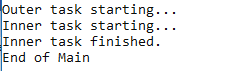 Outer task starting...
Inner task starting...
Inner task finished.
End of Main